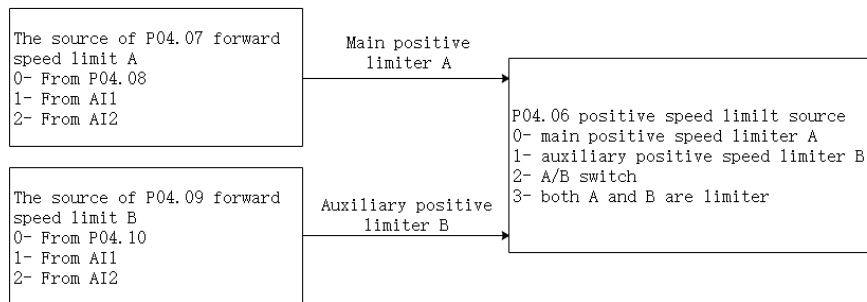 The source of P04.07 forward
speed limit A
0- From P04.08
1- From AI1
2- From AI2
Main positive
limiter A
The source of P04.09 forward
speed limit B
0- From P04.10
1- From AI1
2- From AI2
Auxiliary positive
limiter B
P04.06 positive speed limilt source
0- main positive speed limiter A
1- auxiliary positive speed limiter B
2- A/B switch
3- both A and B are limiter